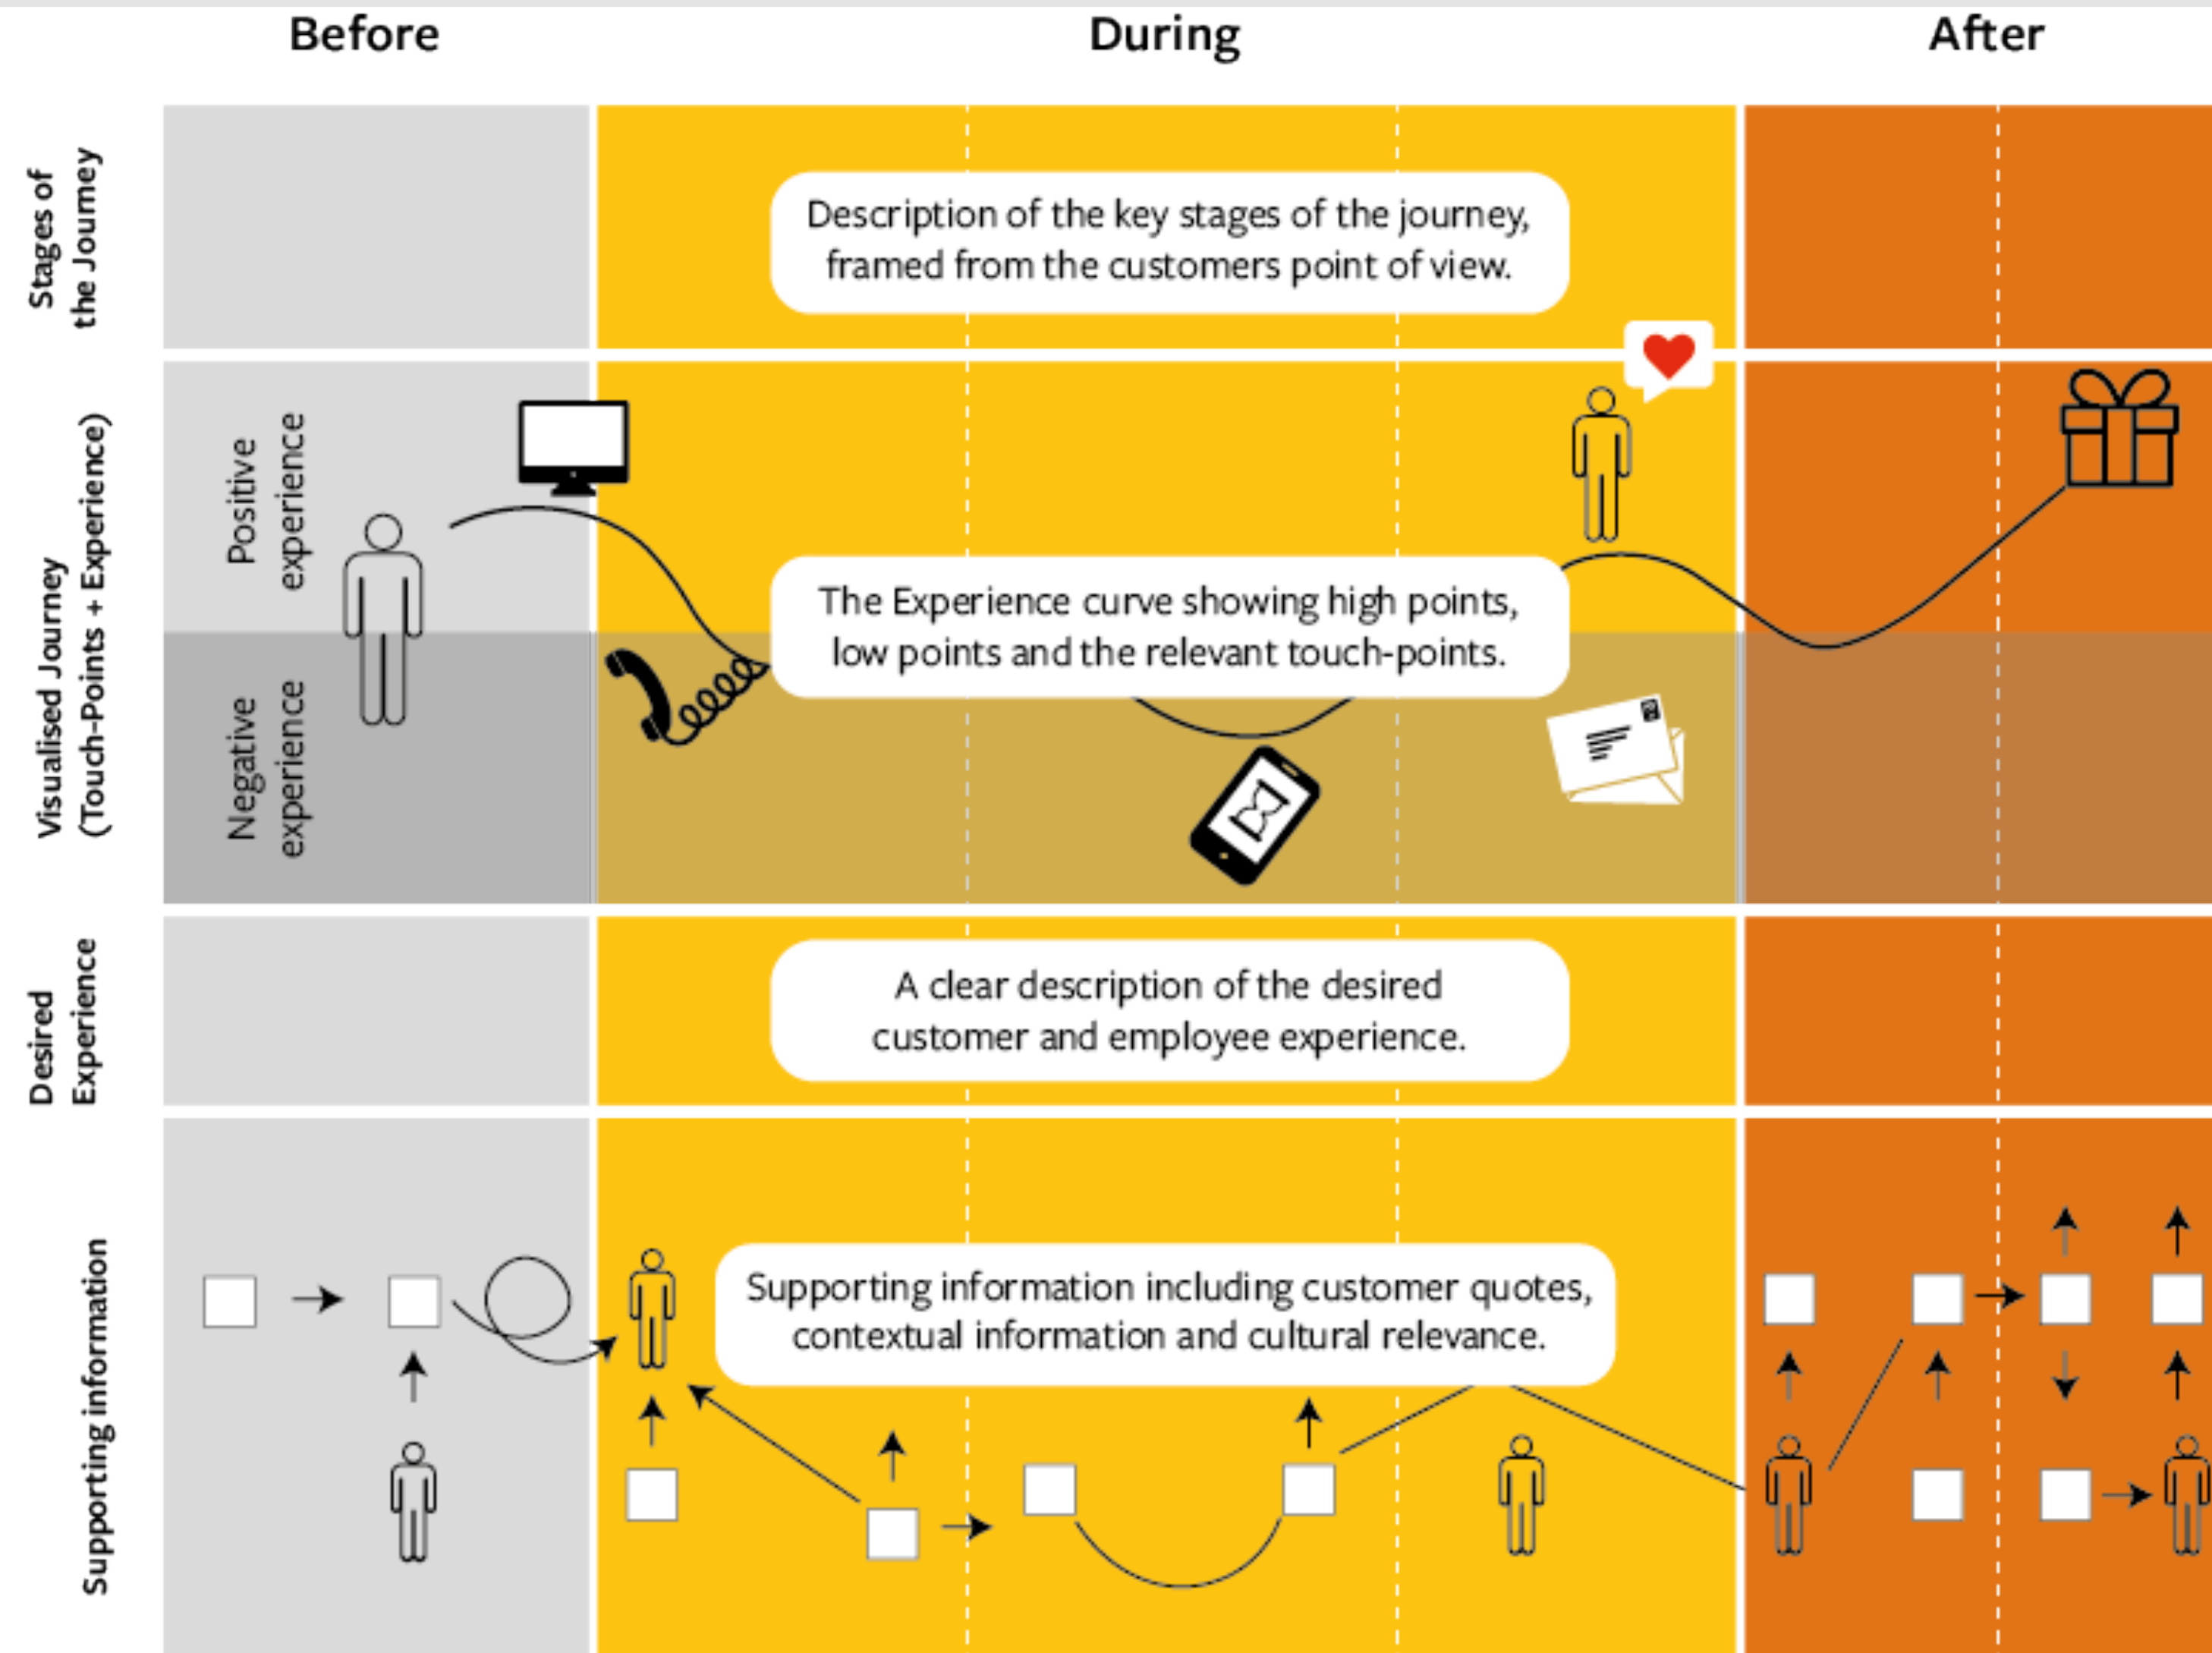 Before
During
After
Stages of
the Journey
Description of the key stages of the journey,
framed from the customers point of view.
Visualised Journey
(Touch-Points + Experience)
Positive
experience
Negative
experience
The Experience curve showing high points,
low points and the relevant touch-points.
Desired
Experience
A clear description of the desired
customer and employee experience.
Supporting information
Supporting information including customer quotes,
contextual information and cultural relevance.